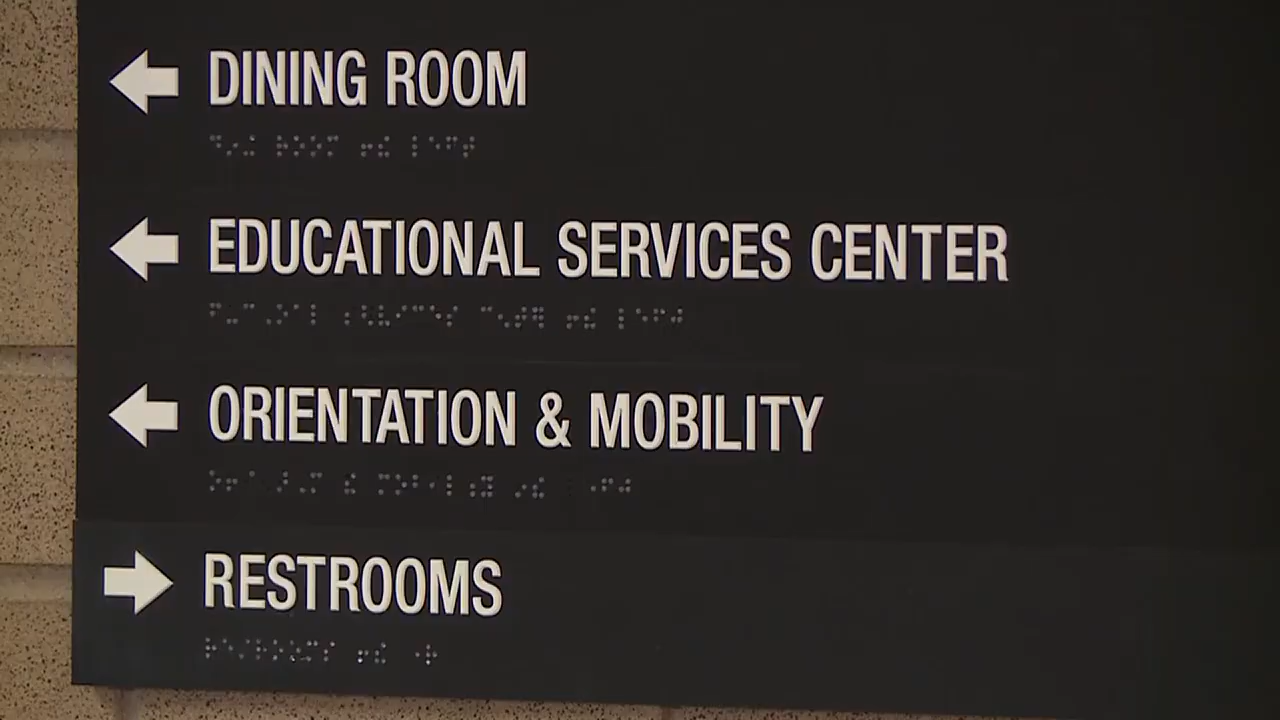 DINING ROOM
EDUCATIONAL SERVICES CENTER
ORIENTATION & MOBILITY
RESTROOMS